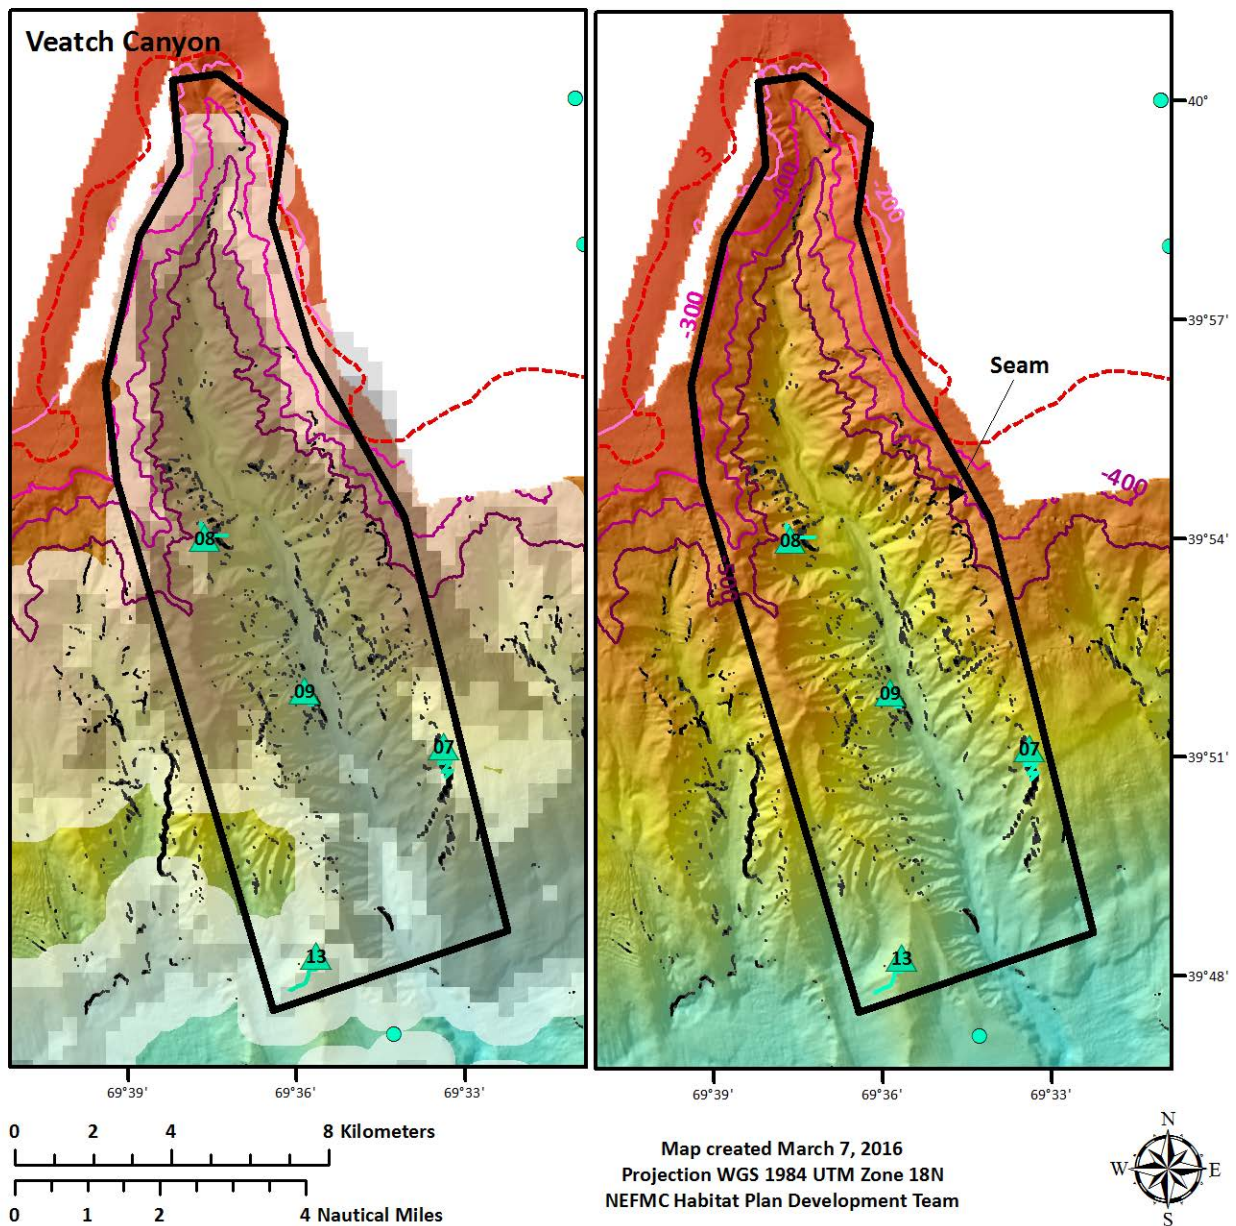 Veatch Canyon
40°
3
-400
-200
39°57'
-300
Seam
-400
08
08
39°54'
-500
09
09
07
07
39°51'
13
13
39°48'
69°39'
69°36'
69°33'
69°39'
69°36'
69°33'
0 2 4 8 Kilometers
0 1 2 4 Nautical Miles
Map created March 7, 2016
Projection WGS 1984 UTM Zone 18N
NEFMC Habitat Plan Development Team
N
W E
S